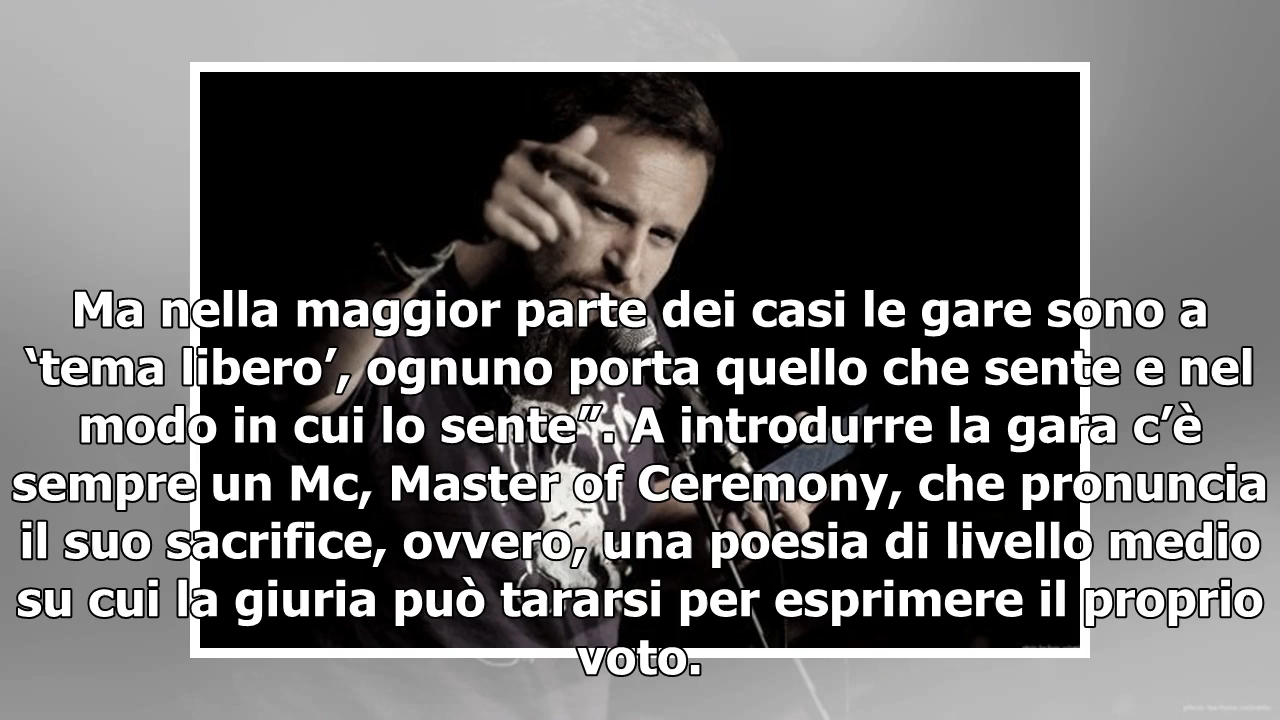 Ma nella maggior parte dei casi le gare sono a
‘tema libero’, ognuno porta quello che sente e nel
modo in cui lo sente”. A introdurre la gara c’è
sempre un Mc, Master of Ceremony, che pronuncia
il suo sacrifice, ovvero, una poesia di livello medio
su cui la giuria può tararsi per esprimere il proprio
voto.